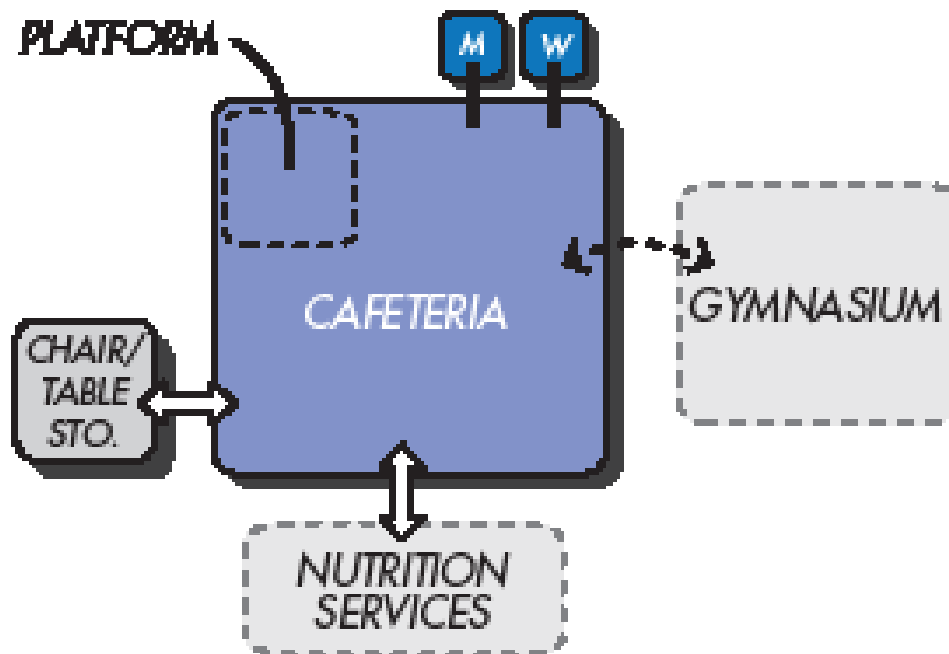 PLATFORM
M W
CAFETERIA
GYMNASIUM
CHAIR/
TABLE
STO.
NUTRITION
SERVICES